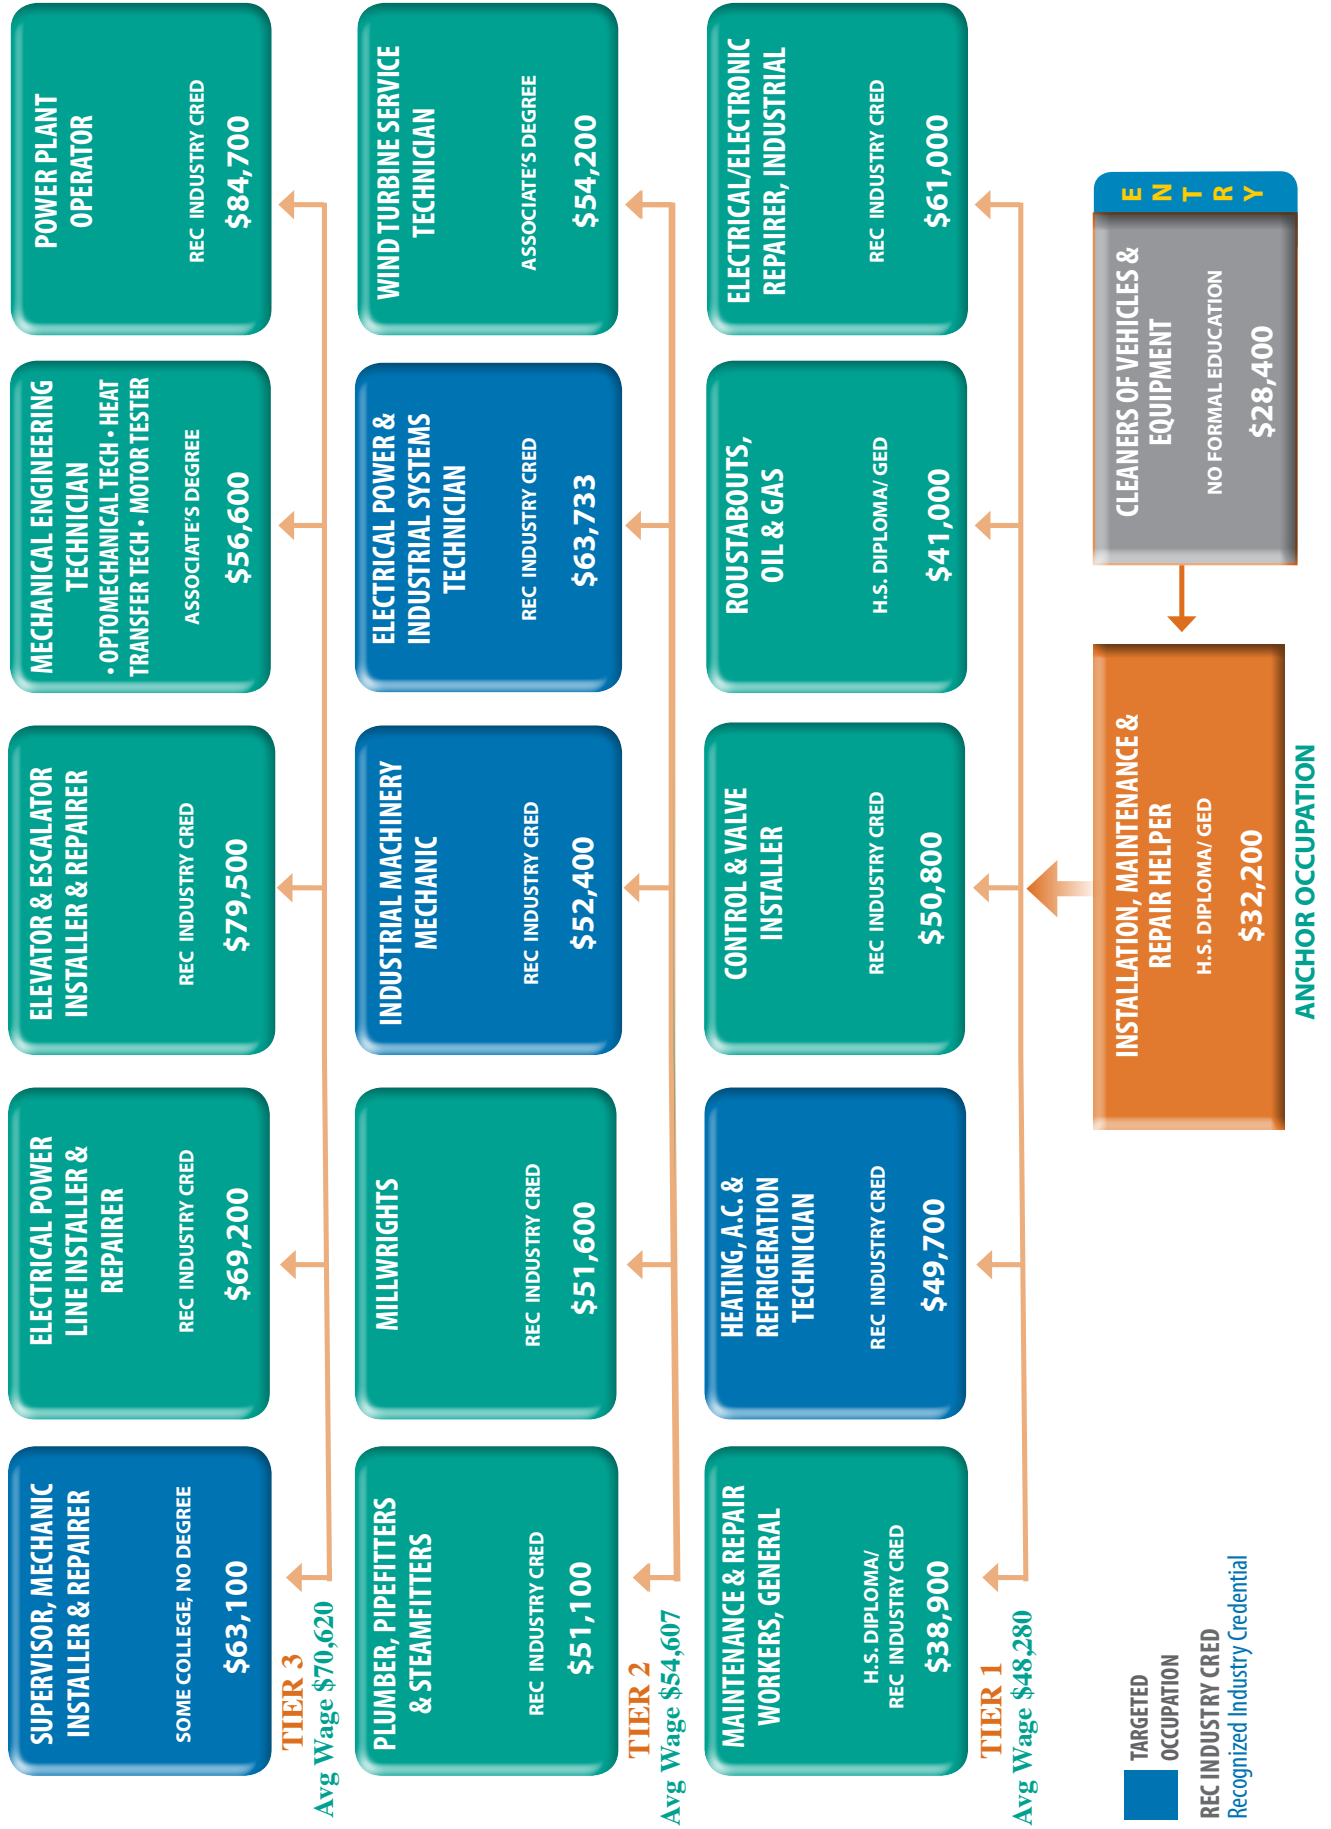 SUPERVISOR, MECHANIC
INSTALLER & REPAIRER
SOME COLLEGE, NO DEGREE
$63,100
ELECTRICAL POWER
LINE INSTALLER &
REPAIRER
REC INDUSTRY CRED
$69,200
ELEVATOR & ESCALATOR
INSTALLER & REPAIRER
REC INDUSTRY CRED
$79,500
MECHANICAL ENGINEERING
TECHNICIAN
• OPTOMECHANICAL TECH • HEAT
TRANSFER TECH • MOTOR TESTER
ASSOCIATE'S DEGREE
$56,600
POWER PLANT
OPERATOR
REC INDUSTRY CRED
$84,700
TIER 3
Avg Wage $70,620
PLUMBER, PIPEFITTERS
& STEAMFITTERS
REC INDUSTRY CRED
$51,100
MILLWRIGHTS
REC INDUSTRY CRED
$51,600
INDUSTRIAL MACHINERY
MECHANIC
REC INDUSTRY CRED
$52,400
ELECTRICAL POWER &
INDUSTRIAL SYSTEMS
TECHNICIAN
REC INDUSTRY CRED
$63,733
WIND TURBINE SERVICE
TECHNICIAN
ASSOCIATE'S DEGREE
$54,200
TIER 2
Avg Wage $54,607
MAINTENANCE & REPAIR
WORKERS, GENERAL
H.S. DIPLOMA/
REC INDUSTRY CRED
$38,900
HEATING, A.C. &
REFRIGERATION
TECHNICIAN
REC INDUSTRY CRED
$49,700
CONTROL & VALVE
INSTALLER
REC INDUSTRY CRED
$50,800
ROUSTABOUTS,
OIL & GAS
H.S. DIPLOMA/ GED
$41,000
ELECTRICAL/ELECTRONIC
REPAIRER, INDUSTRIAL
REC INDUSTRY CRED
$61,000
TIER 1
Avg Wage $48,280
INSTALLATION, MAINTENANCE &
REPAIR HELPER
H.S. DIPLOMA/ GED
$32,200
ANCHOR OCCUPATION
CLEANERS OF VEHICLES &
EQUIPMENT
NO FORMAL EDUCATION
$28,400
ENTRY
TARGETED
OCCUPATION
REC INDUSTRY CRED
Recognized Industry Credential